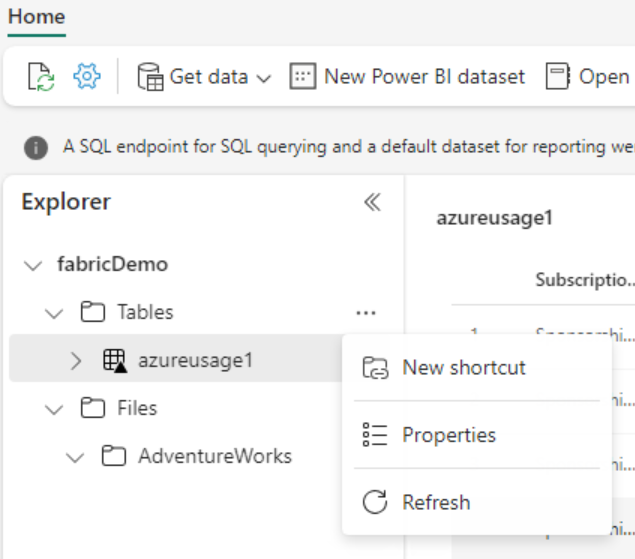 Home
Get data
New Power BI dataset
Open
A SQL endpoint for SQL querying and a default dataset for reporting we
Explorer
azureusage1
fabricDemo
Subscriptio...
Tables
azureusage1
New shortcut
Files
Properties
AdventureWorks
Refresh